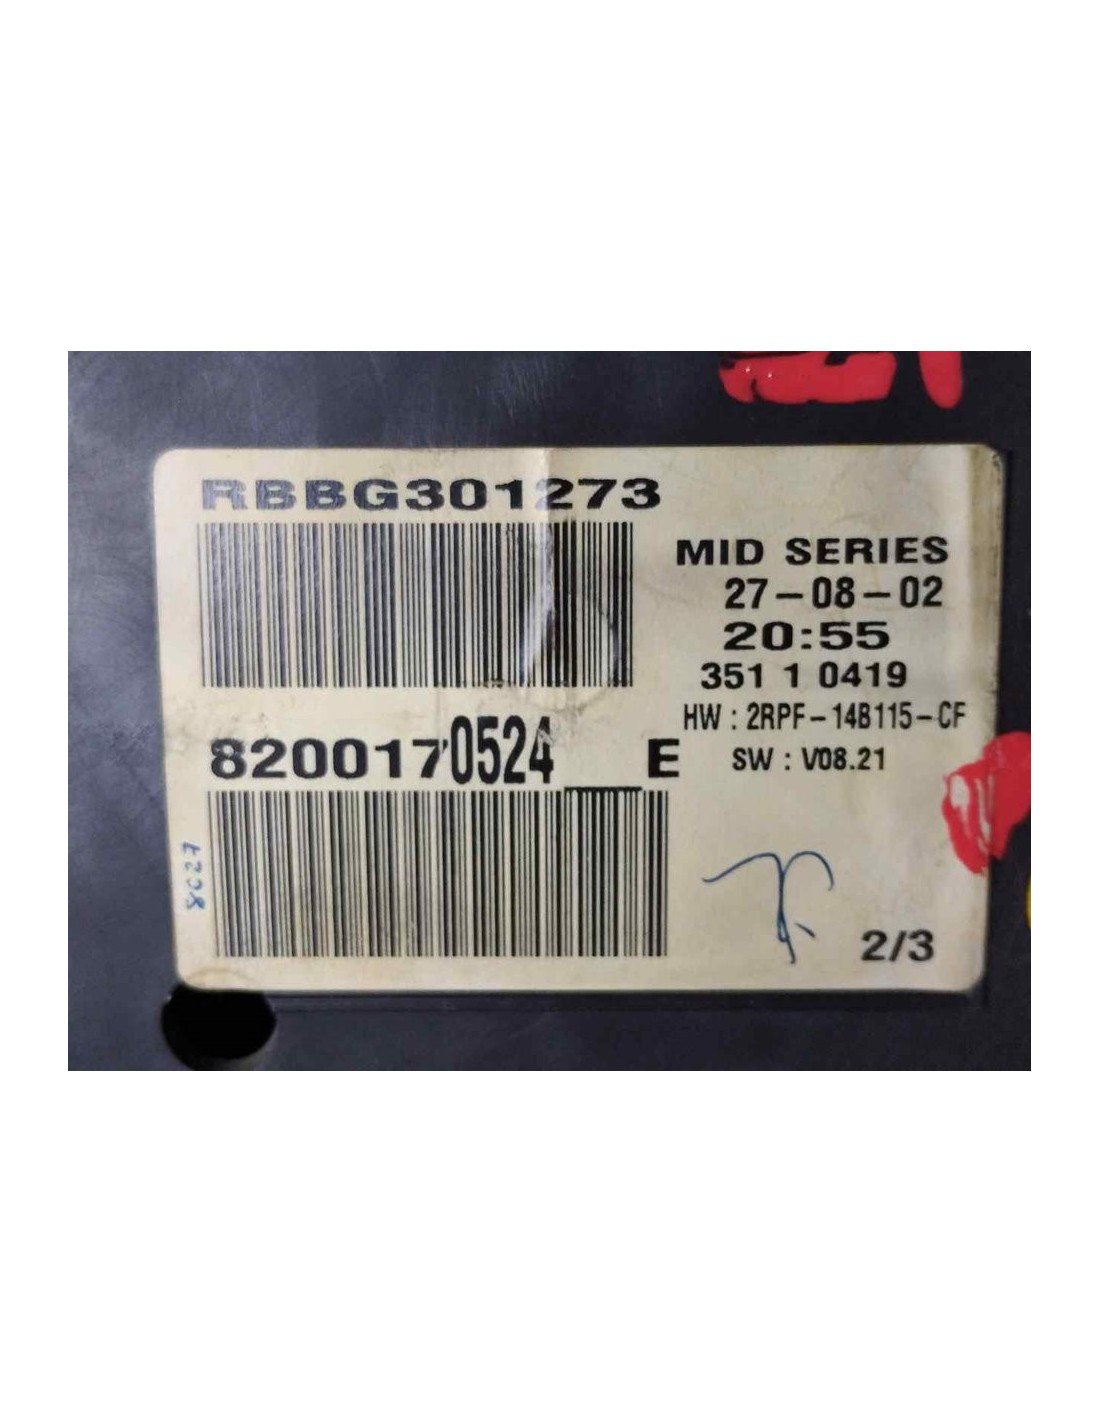 RBBG301273
MID SERIES
27-08-02
20:55
351 1 0419
HW : 2RPF-14B115-CF
SW : V08.21
8200170524 E
8C27
2/3